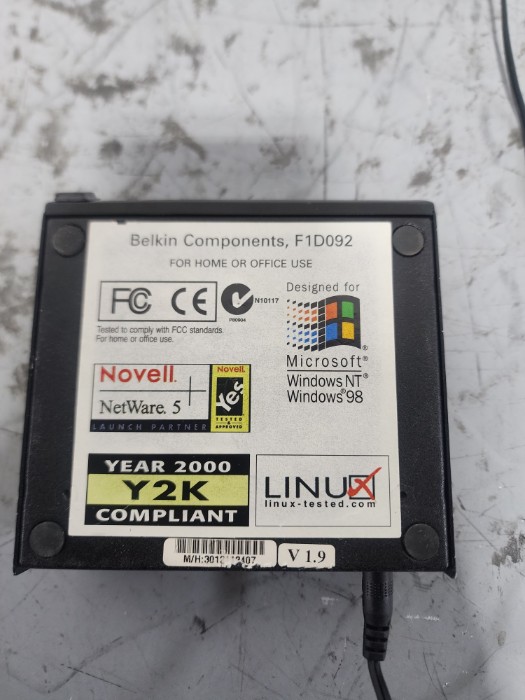 Belkin Components, F1D092
FOR HOME OR OFFICE USE
FC CE N10117
Tested to comply with FCC standards.
For home or office use.
Designed for
Microsoft®
Windows NT®
Windows®98
Novell.
NetWare. 5
LAUNCH PARTNER
Novell.
Yes
TESTED
&
APPROVED
YEAR 2000
Y2K
COMPLIANT
LINUX
linux-tested.com
V 1.9